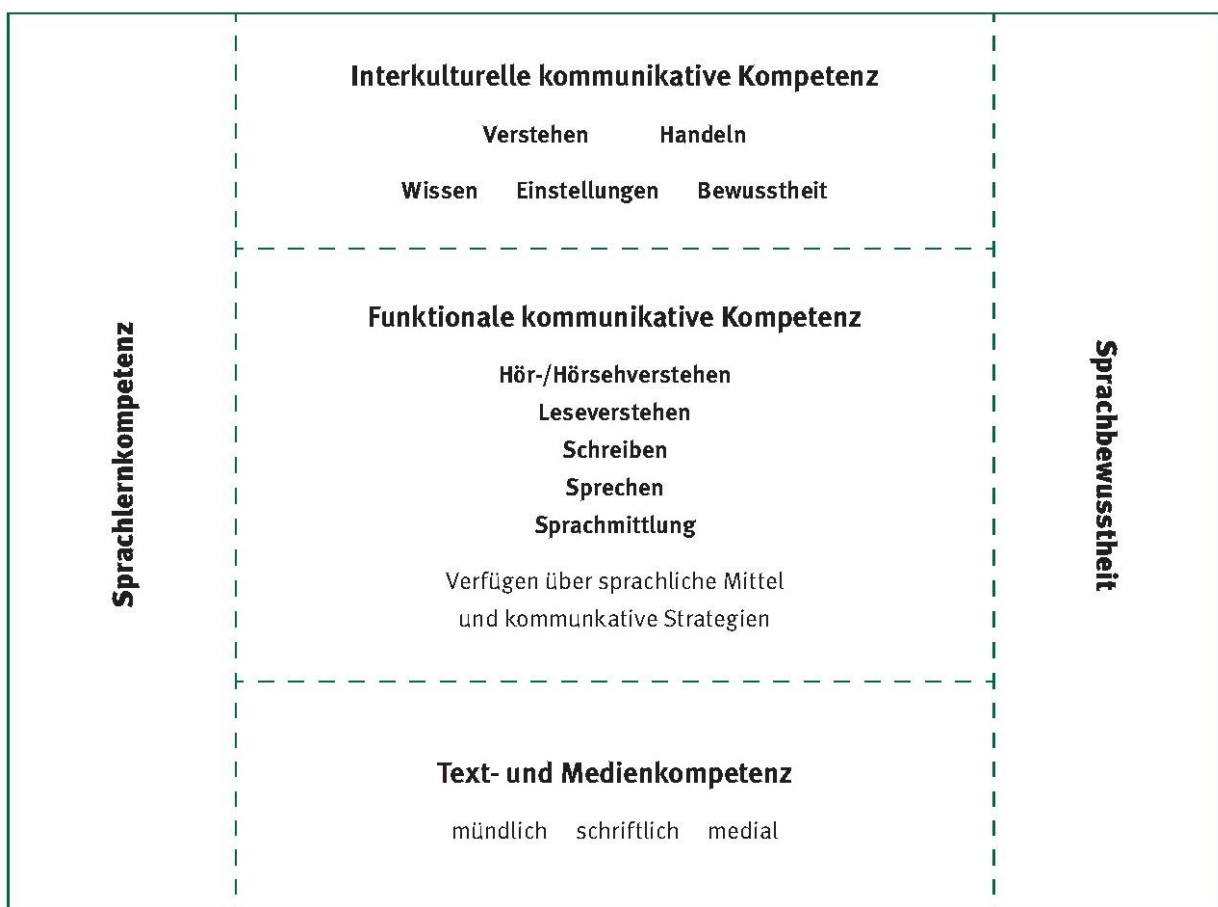 Sprachlernkompetenz
Interkulturelle kommunikative Kompetenz
Verstehen Handeln
Wissen Einstellungen Bewusstheit
Funktionale kommunikative Kompetenz
Hör-/Hörsehverstehen
Leseverstehen
Schreiben
Sprechen
Sprachmittlung
Verfügen über sprachliche Mittel
und kommunkative Strategien
Text- und Medienkompetenz
mündlich schriftlich medial
Sprachbewusstheit